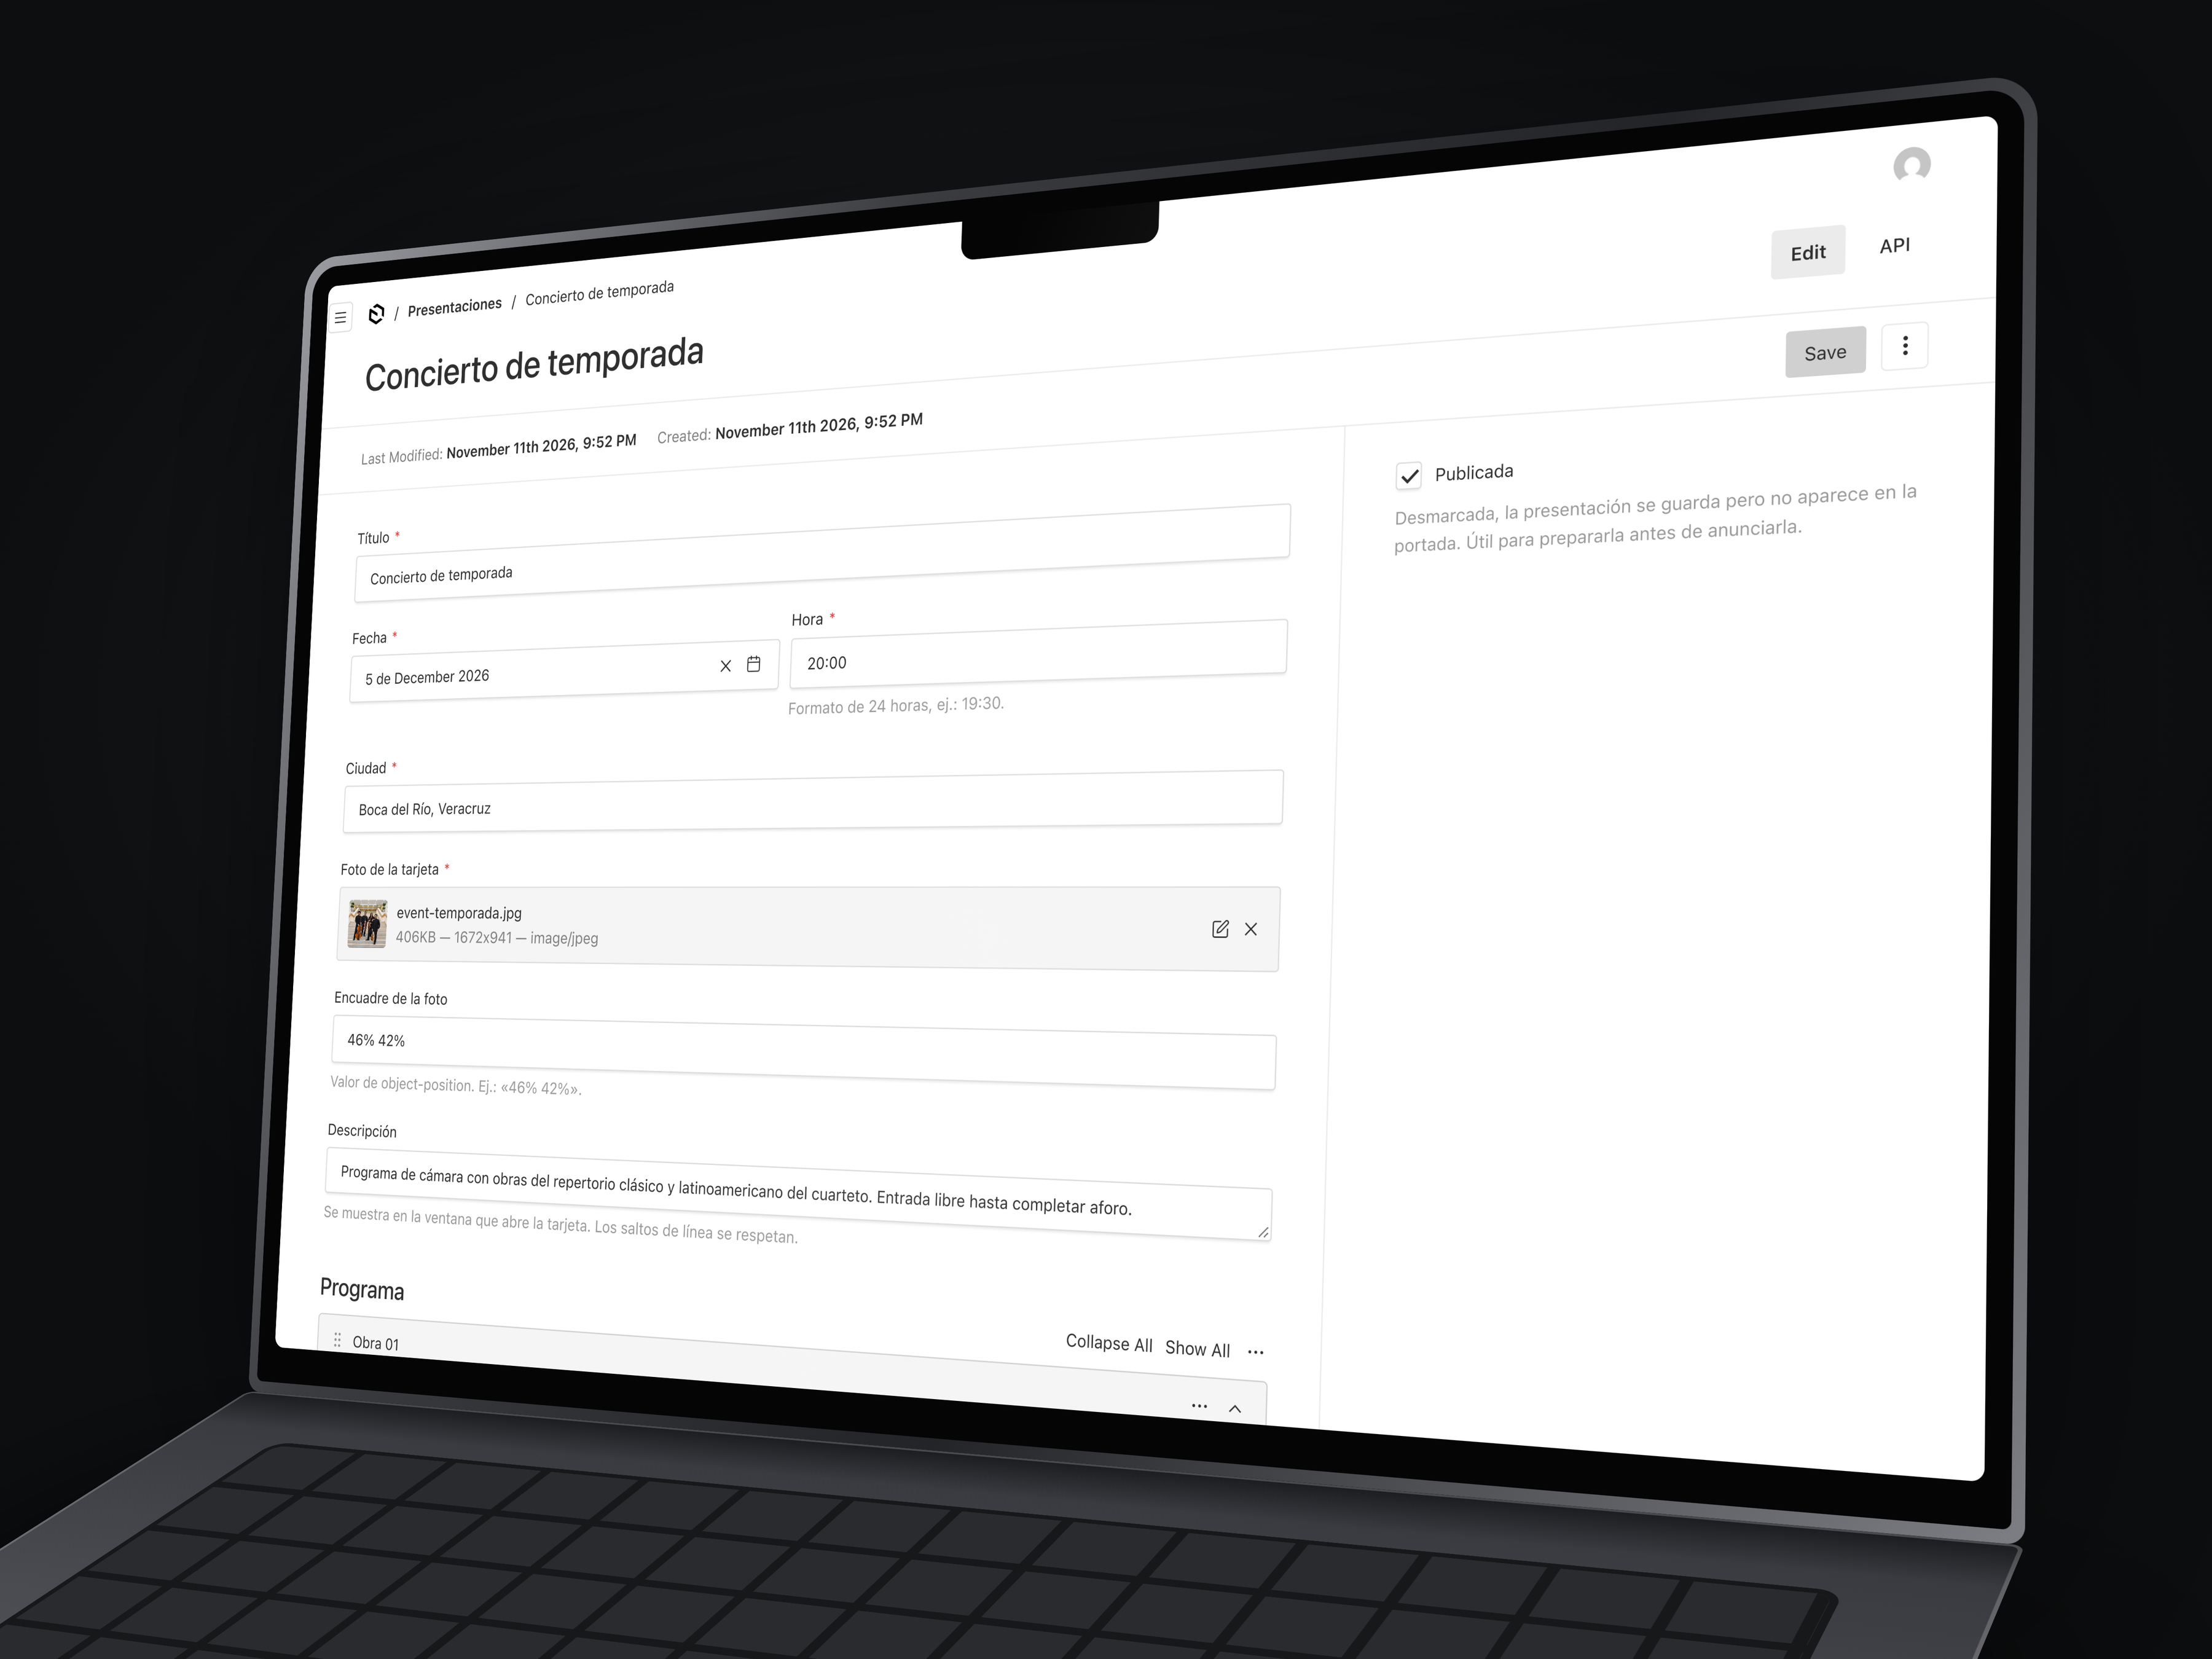 / Presentaciones / Concierto de temporada
Concierto de temporada
Edit API
Last Modified: November 11th 2026, 9:52 PM Created: November 11th 2026, 9:52 PM
Save
Título *
Concierto de temporada
Fecha *
5 de December 2026
Hora *
20:00
Formato de 24 horas, ej.: 19:30.
Ciudad *
Boca del Río, Veracruz
Foto de la tarjeta *
event-temporada.jpg
406KB — 1672x941 — image/jpeg
Encuadre de la foto
46% 42%
Valor de object-position. Ej.: «46% 42%».
Descripción
Programa de cámara con obras del repertorio clásico y latinoamericano del cuarteto. Entrada libre hasta completar aforo.
Se muestra en la ventana que abre la tarjeta. Los saltos de línea se respetan.
Programa
Collapse All Show All
Obra 01
Publicada
Desmarcada, la presentación se guarda pero no aparece en la
portada. Útil para prepararla antes de anunciarla.